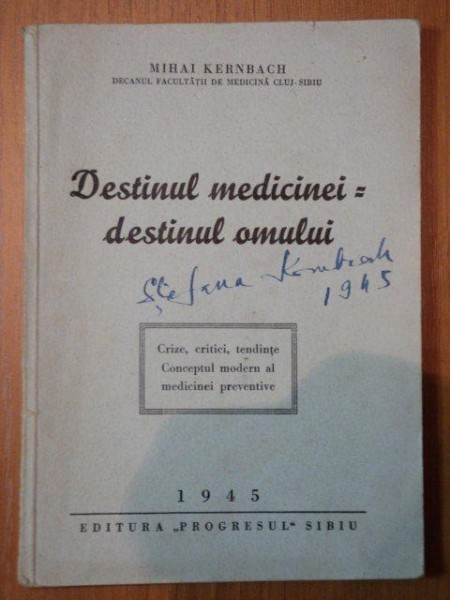 MIHAI KERNBACH
DECANUL FACULTĂȚII DE MEDICINĂ CLUJ-SIBIU
Destinul medicinei =
destinul omului
Ștefana Kernbach
1945
Crize, critici, tendințe
Conceptul modern al
medicinei preventive
1945
EDITURA „PROGRESUL“ SIBIU